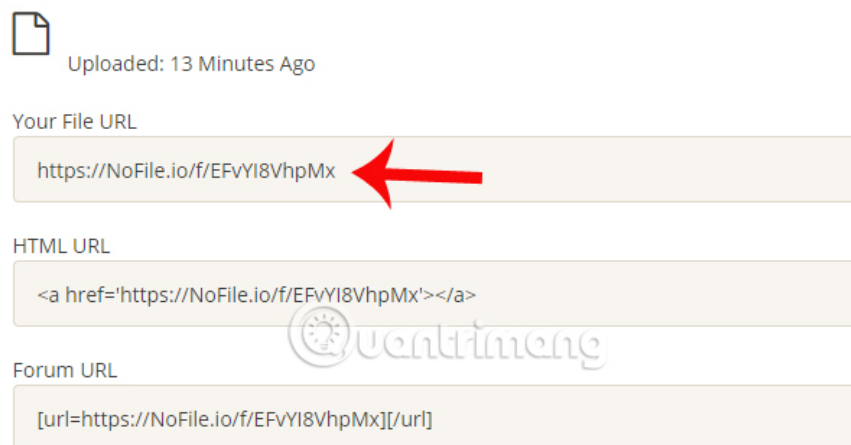 Uploaded: 13 Minutes Ago
Your File URL
https://NoFile.io/f/EFvYI8VhpMx
HTML URL
<a href='https://NoFile.io/f/EFvYI8VhpMx'></a>
Quantrimang
Forum URL
[url=https://NoFile.io/f/EFvYI8VhpMx][/url]